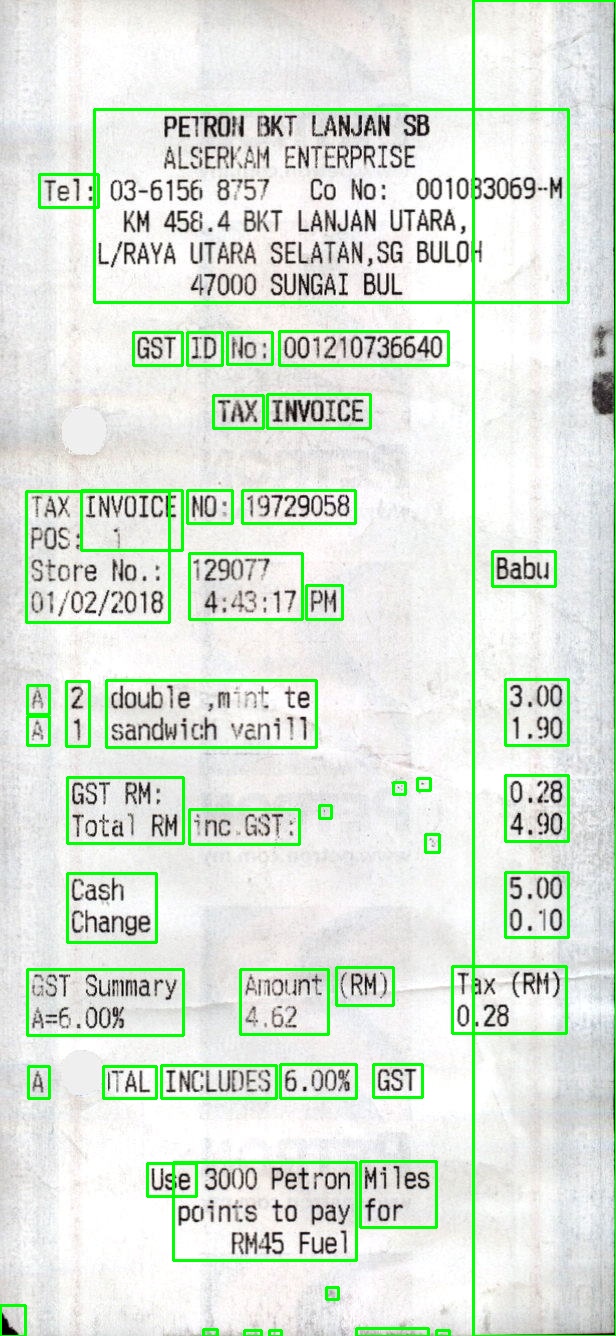 PETRON BKT LANJAN SB
ALSERKAM ENTERPRISE
Tel: 03-6156 8757 Co No: 001083069-M
KM 458.4 BKT LANJAN UTARA,
L/RAYA UTARA SELATAN,SG BULOH
47000 SUNGAI BUL
GST ID No: 001210736640
TAX INVOICE
TAX INVOICE NO: 19729058
POS: 1
Store No.: 129077 Babu
01/02/2018 4:43:17 PM
A 2 double ,mint te 3.00
A 1 sandwich vanill 1.90
GST RM: 0.28
Total RM inc.GST: 4.90
Cash 5.00
Change 0.10
GST Summary Amount (RM) Tax (RM)
A=6.00% 4.62 0.28
A INCLUDES 6.00% GST
Use 3000 Petron Miles
points to pay for
RM45 Fuel